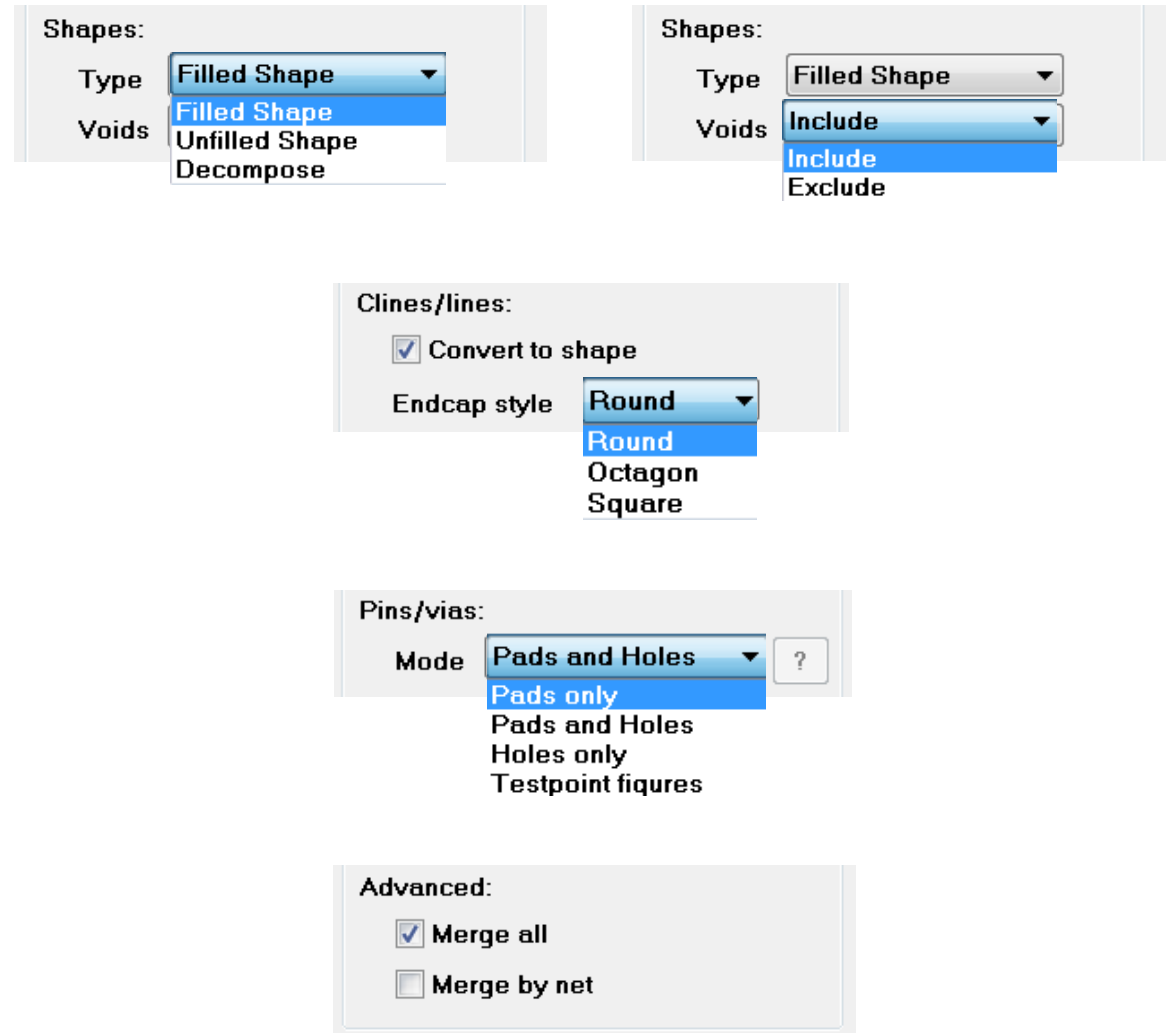 Shapes:
Type Filled Shape
Filled Shape
Voids
Unfilled Shape
Decompose
Shapes:
Type Filled Shape
Voids Include
Include
Exclude
Clines/lines:
Convert to shape
Endcap style Round
Round
Octagon
Square
Pins/vias:
Mode Pads and Holes ?
Pads only
Pads and Holes
Holes only
Testpoint figures
Advanced:
Merge all
Merge by net